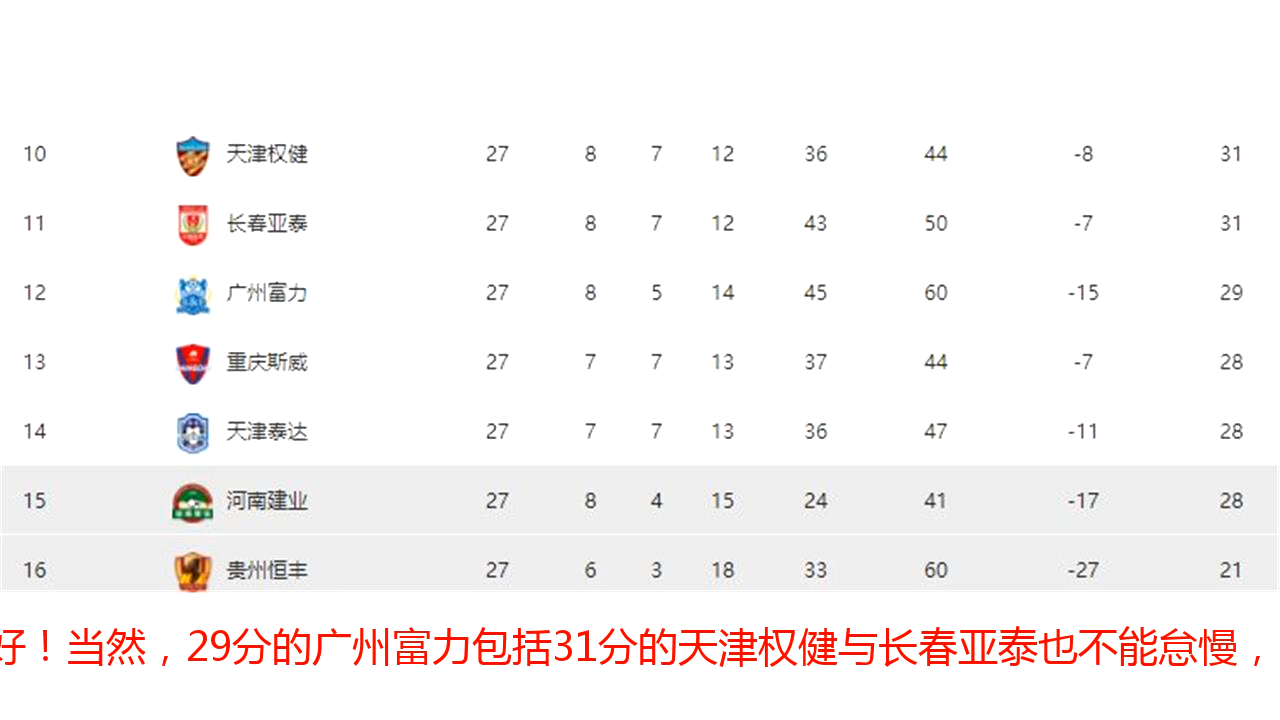 10 天津权健 27 8 7 12 36 44 -8 31
11 长春亚泰 27 8 7 12 43 50 -7 31
12 广州富力 27 8 5 14 45 60 -15 29
13 重庆斯威 27 7 7 13 37 44 -7 28
14 天津泰达 27 7 7 13 36 47 -11 28
15 河南建业 27 8 4 15 24 41 -17 28
16 贵州恒丰 27 6 3 18 33 60 -27 21
好！当然，29分的广州富力包括31分的天津权健与长春亚泰也不能怠慢，